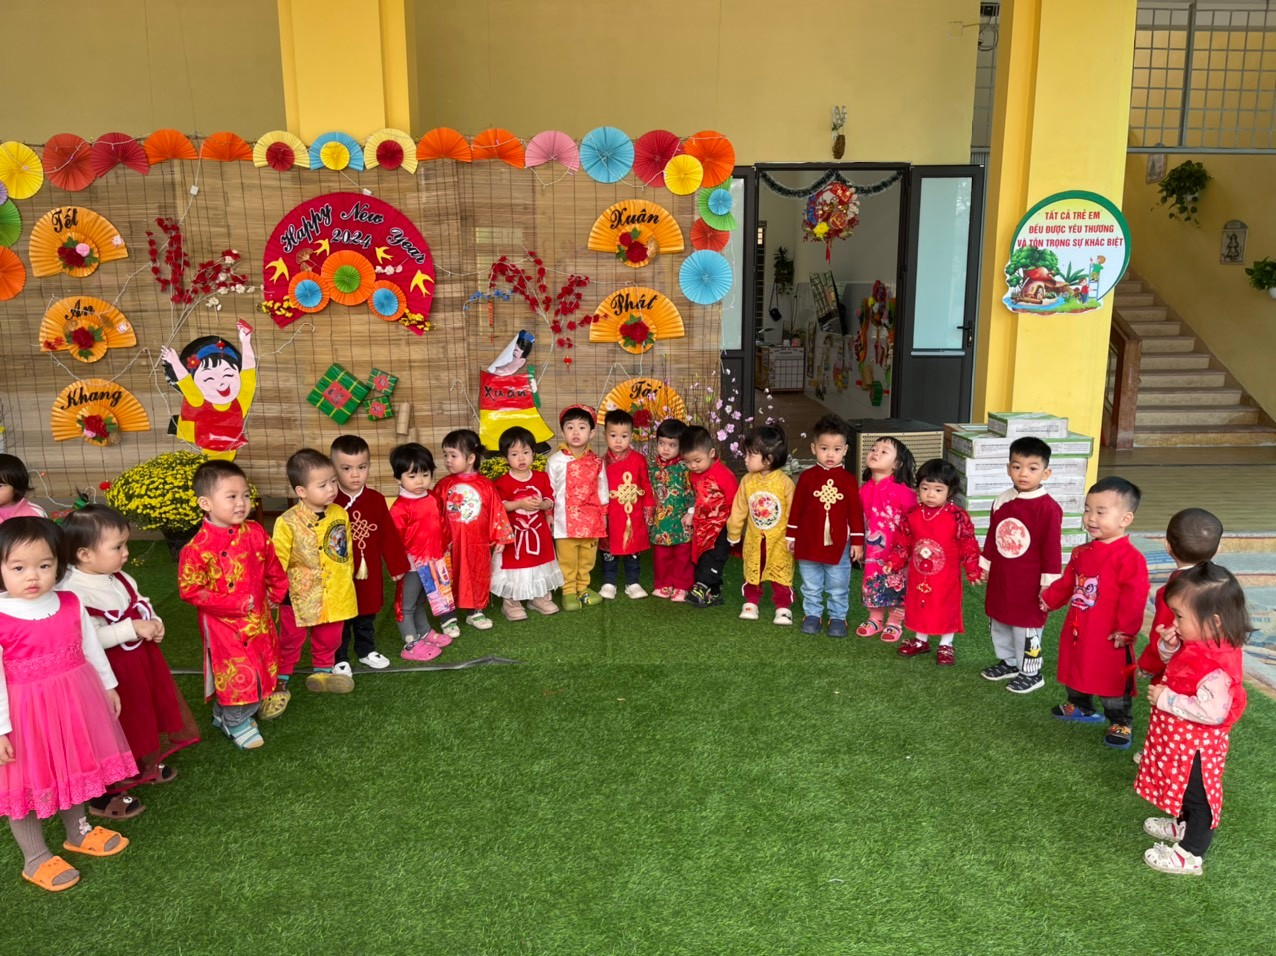 Tết
An
Khang
Happy New
2024 Year
Xuân
Xuân
Phát
Tài
TẤT CẢ TRẺ EM
ĐỀU ĐƯỢC YÊU THƯƠNG
VÀ TÔN TRỌNG SỰ KHÁC BIỆT